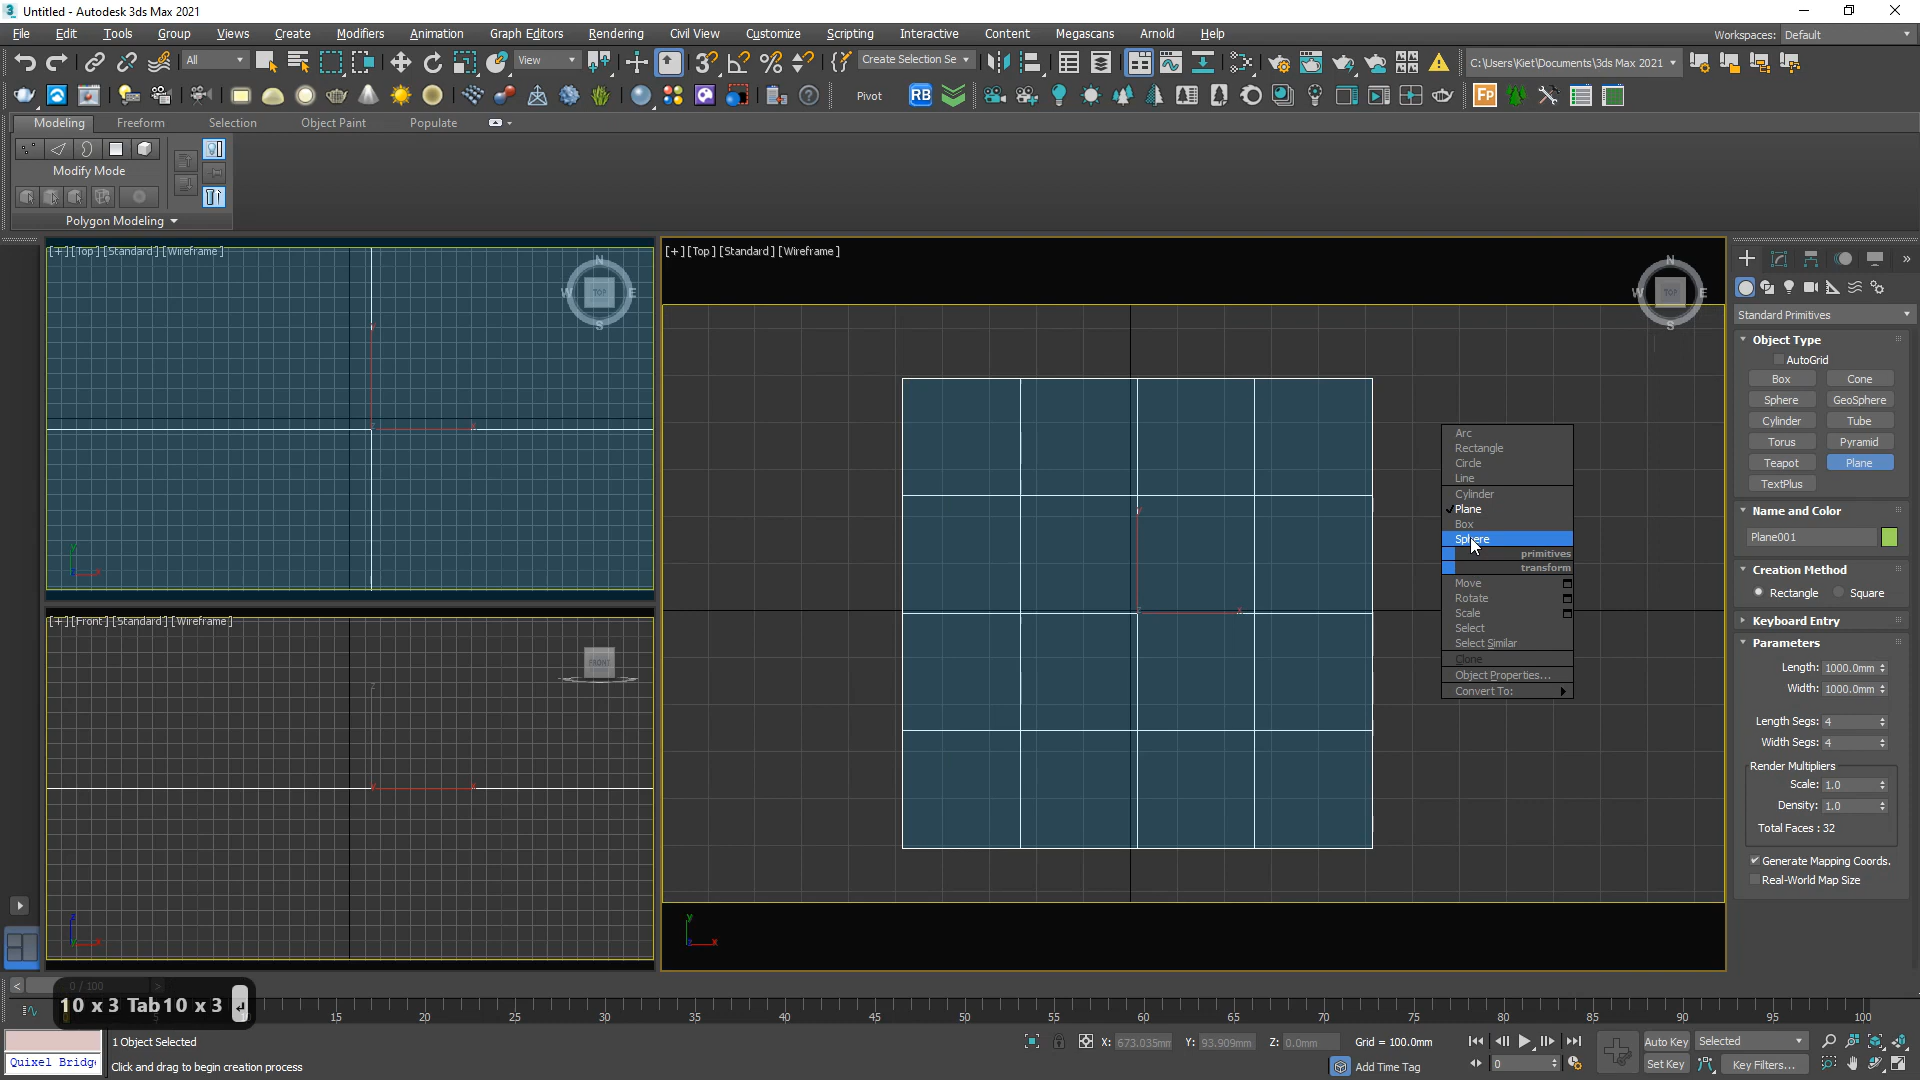 Untitled - Autodesk 3ds Max 2021
File Edit Tools Group Views Create Modifiers Animation Graph Editors Rendering Civil View Customize Scripting Interactive Content Megascans Arnold Help Workspaces: Default
All View Create Selection Se C:\Users\Kiet\Documents\3ds Max 2021
Pivot RB FP
Modeling Freeform Selection Object Paint Populate
Modify Mode
Polygon Modeling
[+] [Top] [Standard] [Wireframe]
N
W TOP E
S
[+] [Front] [Standard] [Wireframe]
FRONT
[+] [Top] [Standard] [Wireframe]
N
W TOP E
S
Arc
Rectangle
Circle
Line
Cylinder
Plane
Box
Sphere
primitives
transform
Move
Rotate
Scale
Select
Select Similar
Clone
Object Properties...
Convert To:
Standard Primitives
Object Type
AutoGrid
Box Cone
Sphere GeoSphere
Cylinder Tube
Torus Pyramid
Teapot Plane
TextPlus
Name and Color
Plane001
Creation Method
Rectangle Square
Keyboard Entry
Parameters
Length: 1000.0mm
Width: 1000.0mm
Length Segs: 4
Width Segs: 4
Render Multipliers
Scale: 1.0
Density: 1.0
Total Faces : 32
Generate Mapping Coords.
Real-World Map Size
0 / 100
10 x 3 Tab 10 x 3
15 20 25 30 35 40 45 50 55 60 65 70 75 80 85 90 95 100
1 Object Selected
X: 673.035mm Y: 93.909mm Z: 0.0mm Grid = 100.0mm
Auto Key Selected
Quixel Bridge
Click and drag to begin creation process
Add Time Tag
0
Set Key Key Filters...